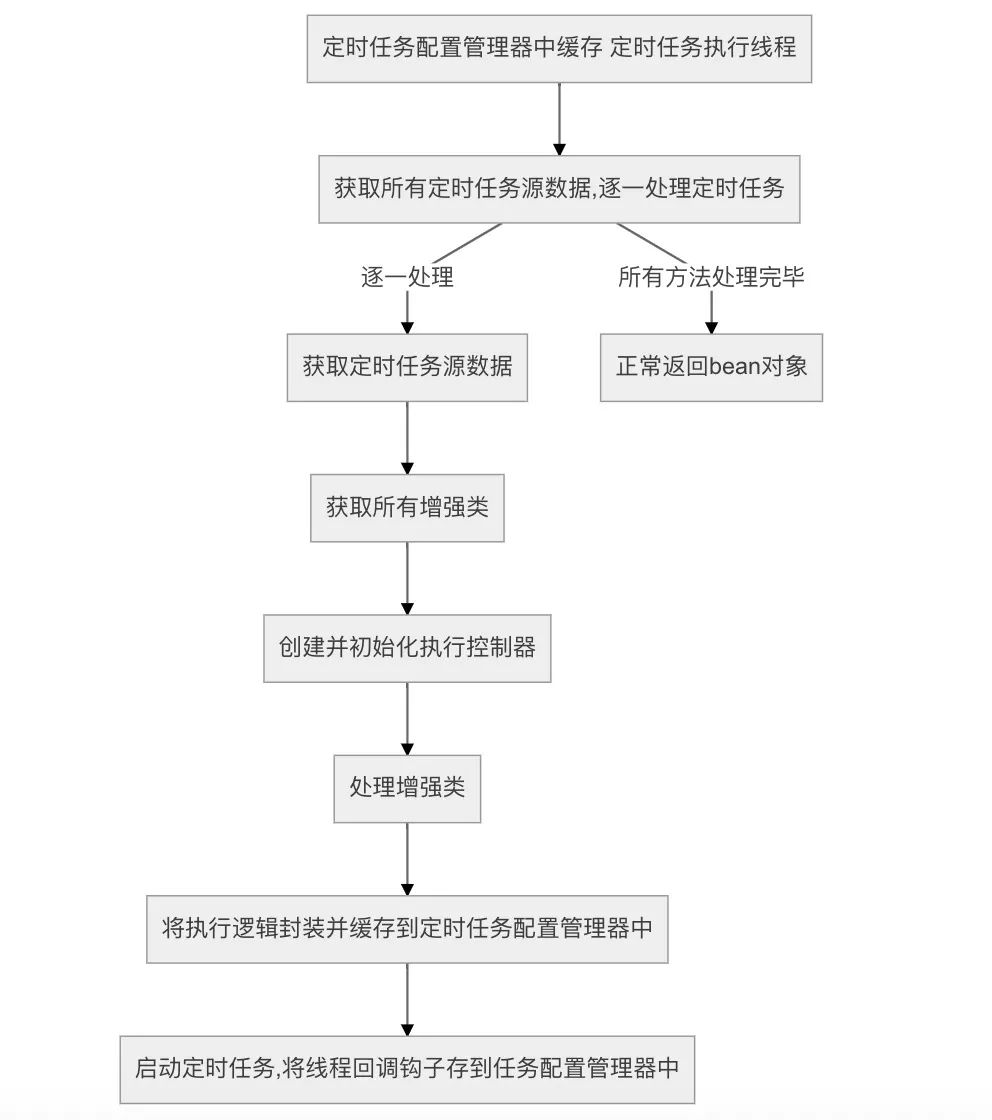 定时任务配置管理器中缓存 定时任务执行线程
获取所有定时任务源数据,逐一处理定时任务
逐一处理
所有方法处理完毕
获取定时任务源数据
正常返回bean对象
获取所有增强类
创建并初始化执行控制器
处理增强类
将执行逻辑封装并缓存到定时任务配置管理器中
启动定时任务,将线程回调钩子存到任务配置管理器中